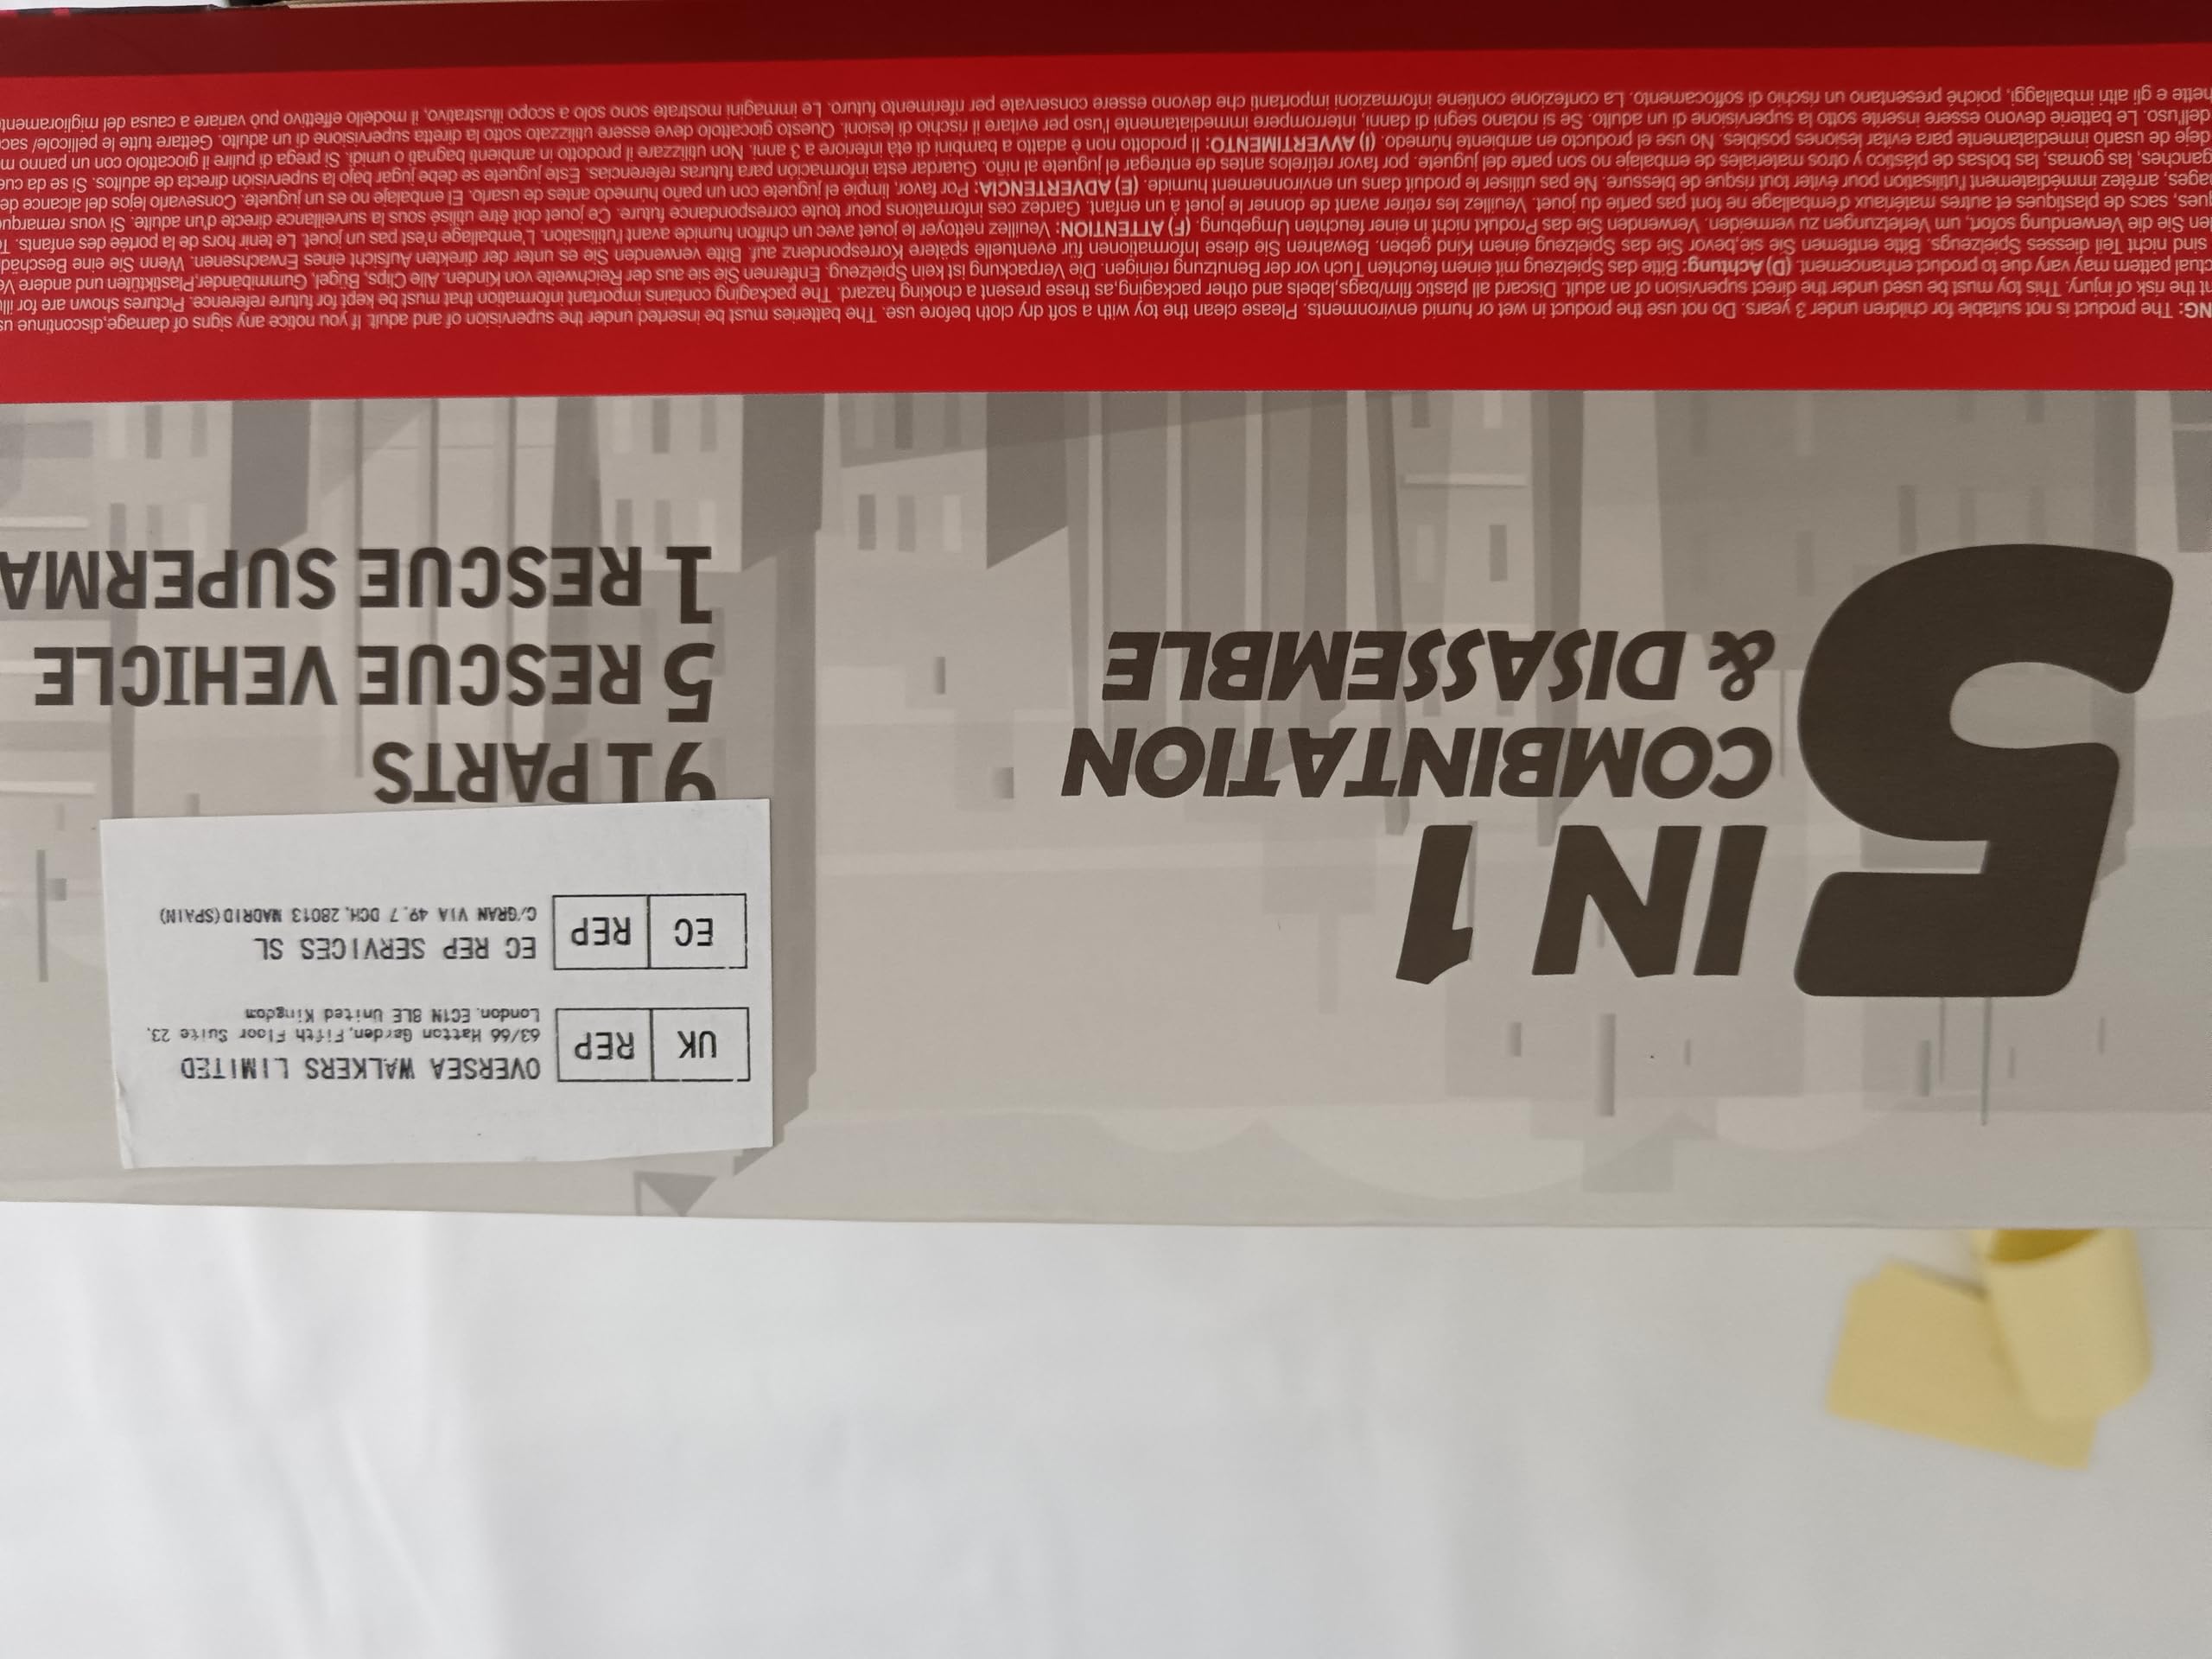 5 IN 1
COMBINTATION
& DISASSEMBLE
OVERSEA WALKERS LIMITED
UK REP
63/66 Hatton Garden, Fifth Floor Suite 23,
London, EC1N 8LE United Kingdom
EC REP
EC REP SERVICES SL
C/GRAN VIA 49, 7 DCH, 28013 MADRID(SPAIN)
91 PARTS
5 RESCUE VEHICLE
1 RESCUE SUPERMA
NG: The product is not suitable for children under 3 years. Do not use the product in wet or humid environments. Please clean the toy with a soft dry cloth before use. The batteries must be inserted under the supervision of and adult. If you notice any signs of damage,discontinue us
nt the risk of injury. This toy must be used under the direct supervision of an adult. Discard all plastic film/bags,labels and other packaging,as these present a choking hazard. The packaging contains important information that must be kept for future reference. Pictures shown are for ill
ctual pattern may vary due to product enhancement. (D) Achtung: Bitte das Spielzeug mit einem feuchten Tuch vor der Benutzung reinigen. Die Verpackung ist kein Spielzeug. Entfernen Sie sie aus der Reichweite von Kinden. Alle Clips, Bügel, Gummibänder,Plastiktüten und andere Ve
sind nicht Teil diesses Spielzeugs. Bitte entfernen Sie sie,bevor Sie das Spielzeug einem Kind geben. Bewahren Sie diese Informationen für eventuelle spätere Korrespondenz auf. Bitte verwenden Sie es unter der direkten Aufsicht eines Erwachsenen. Wenn Sie eine Beschäd
en Sie die Verwendung sofort, um Verletzungen zu vermeiden. Verwenden Sie das Produkt nicht in einer feuchten Umgebung. (F) ATTENTION: Veuillez nettoyer le jouet avec un chiffon humide avant l'utilisation. L'emballage n'est pas un jouet. Le tenir hors de la portée des enfants. T
ques, sacs de plastiques et autres matériaux d'emballage ne font pas partie du jouet. Veuillez les retirer avant de donner le jouet à un enfant. Gardez ces informations pour toute correspondance future. Ce jouet doit être utilisé sous la surveillance directe d'un adulte. Si vous remarqu
ages, arrêtez immédiatement l'utilisation pour éviter tout risque de blessure. Ne pas utiliser le produit dans un environnement humide. (E) ADVERTENCIA: Por favor, limpie el juguete con un paño húmedo antes de usarlo. El embalaje no es un juguete. Consevarlo lejos del alcance de
ganches, las gomas, las bolsas de plástico y otros materiales de embalaje no son parte del juguete. por favor retírelos antes de entregar el juguete al niño. Guardar esta información para futuras referencias. Este juguete se debe jugar bajo la supervisión directa de adultos. Si se da cue
deje de usarlo inmediatamente para evitar lesiones posibles. No use el producto en ambiente húmedo. (I) AVVERTIMENTO: Il prodotto non è adatto a bambini di età inferiore a 3 anni. Non utilizzare il prodotto in ambienti bagnati o umidi. Si prega di pulire il giocattolo con un panno m
dell'uso. Le batterie devono essere inserite sotto la supervisione di un adulto. Se si notano segni di danni, interrompere immediatamente l'uso per evitare il rischio di lesioni. Questo giocattolo deve essere utilizzato sotto la diretta supervisione di un adulto. Gettare tutte le pellicole/ sac
hette e gli altri imballaggi, poiché presentano un rischio di soffocamento. La confezione contiene informazioni importanti che devono essere conservate per riferimento futuro. Le immagini mostrate sono solo a scopo illustrativo, il modello effettivo può variare a causa del migliorament